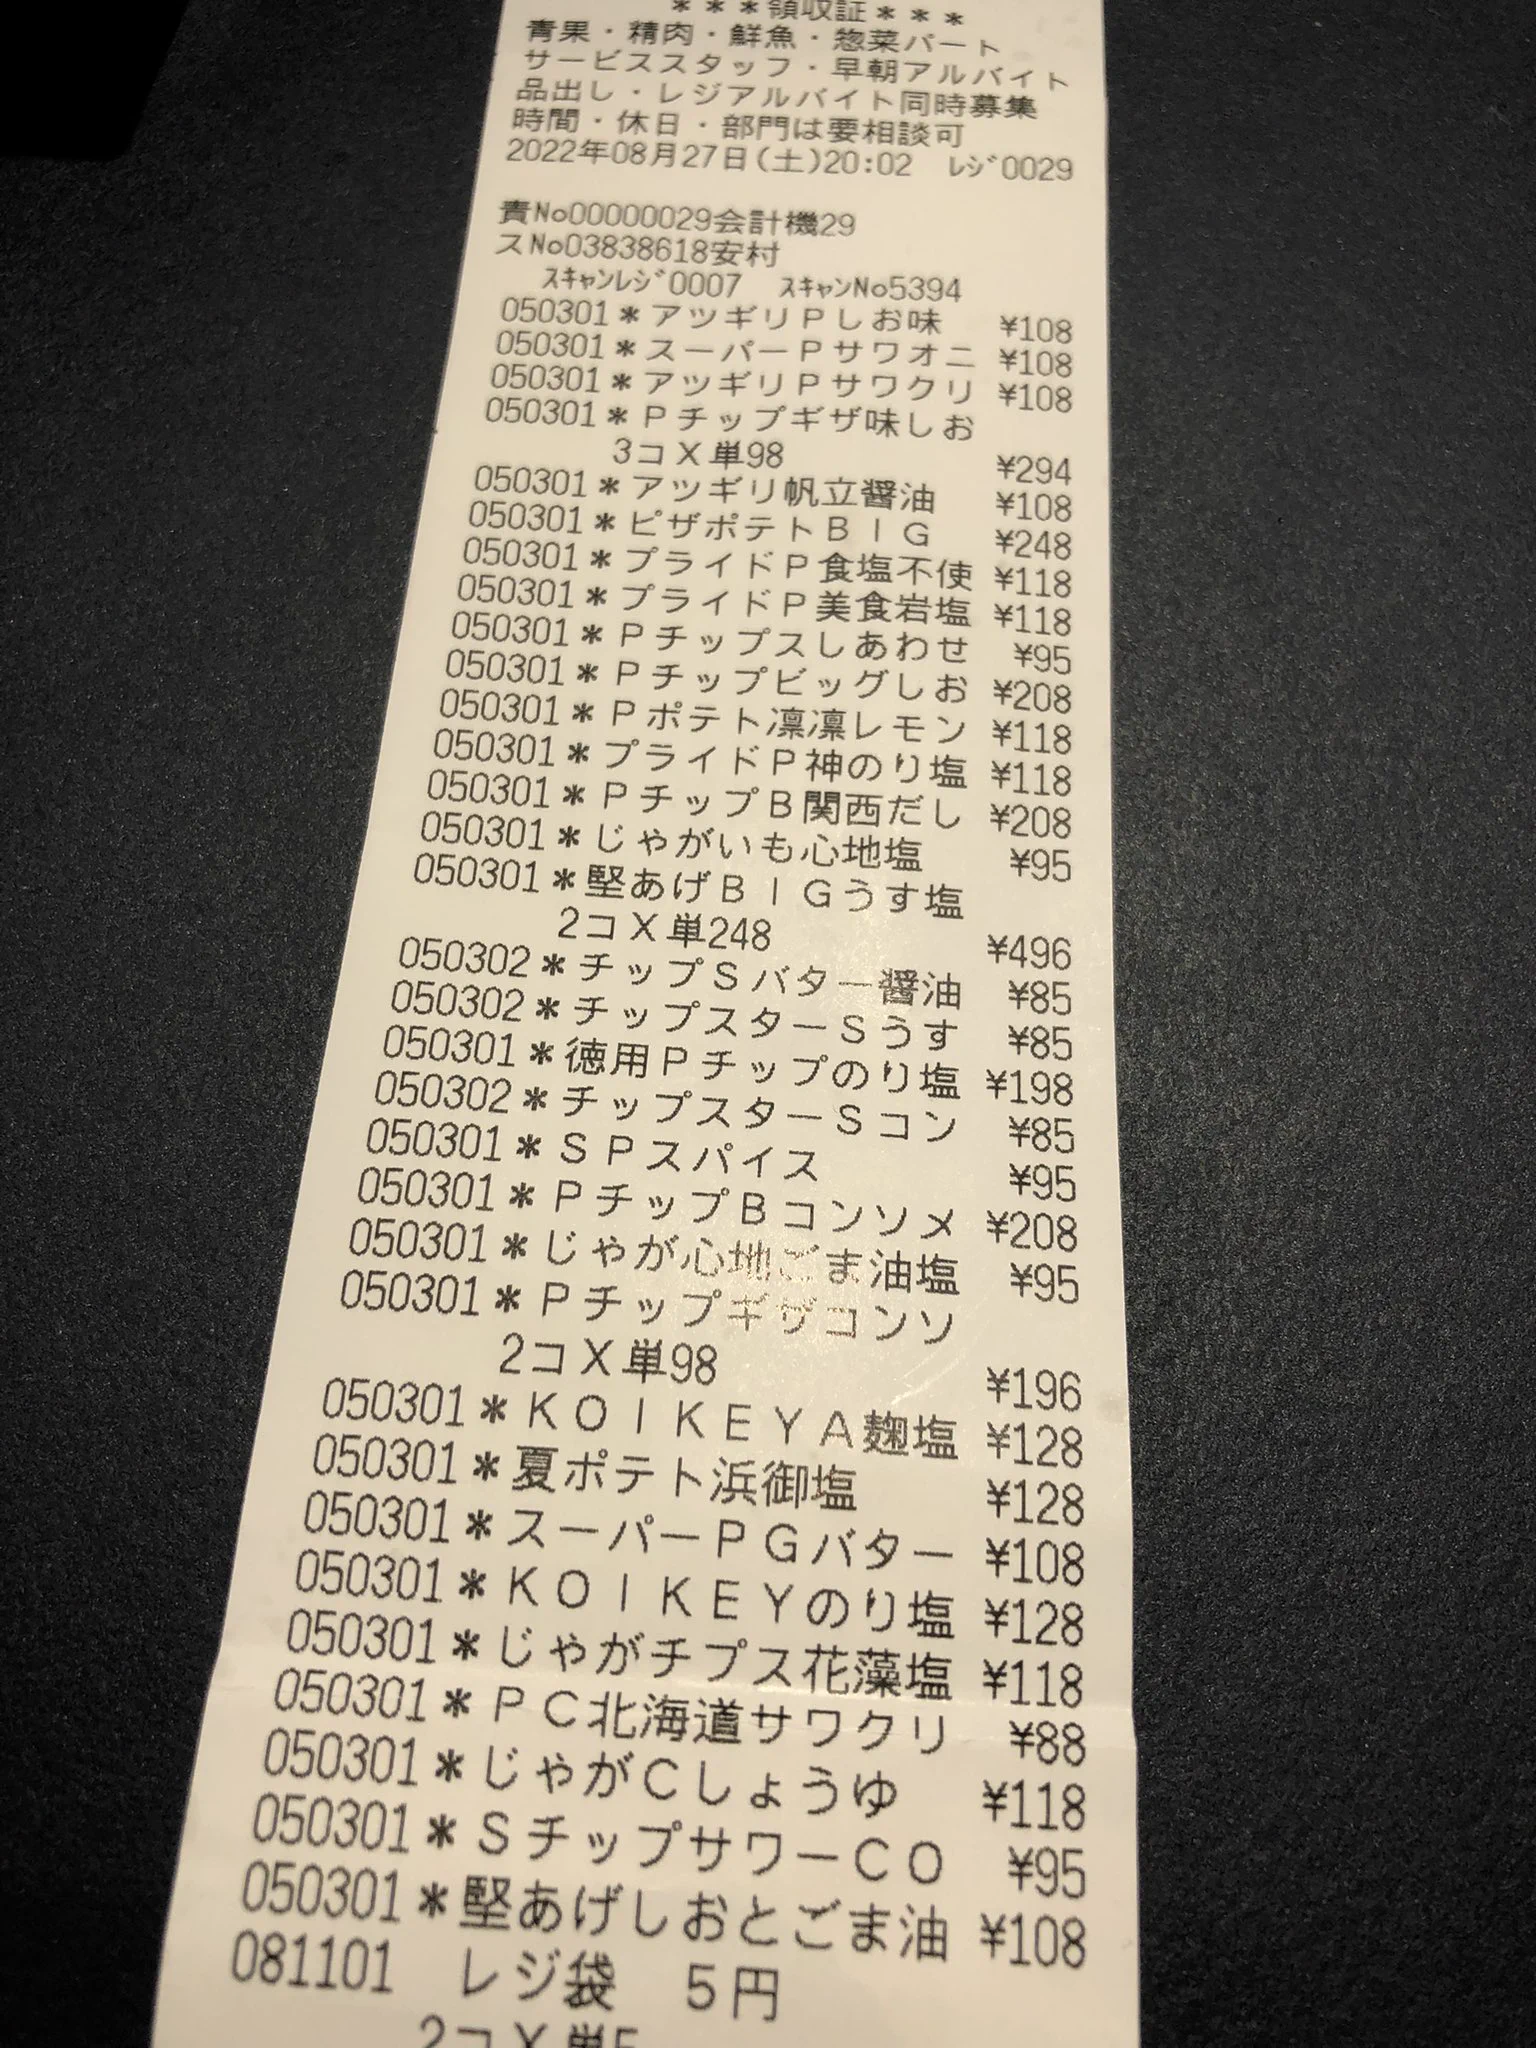 ＊＊＊領収証＊＊＊
青果・精肉・鮮魚・惣菜パート
サービススタッフ・早朝アルバイト
品出し・レジアルバイト同時募集
時間・休日・部門は要相談可
2022年08月27日(土)20:02 ﾚｼﾞ0029
責No00000029会計機29
スNo03838618安村
ｽｷｬﾝﾚｼﾞ0007 ｽｷｬﾝNo5394
050301＊アツギリPしお味 ¥108
050301＊スーパーPサワオニ ¥108
050301＊アツギリPサワクリ ¥108
050301＊Pチップギザ味しお
3コX単98 ¥294
050301＊アツギリ帆立醤油 ¥108
050301＊ピザポテトBIG ¥248
050301＊プライドP食塩不使 ¥118
050301＊プライドP美食岩塩 ¥118
050301＊Pチップスしあわせ ¥95
050301＊Pチップビッグしお ¥208
050301＊Pポテト凛凛レモン ¥118
050301＊プライドP神のり塩 ¥118
050301＊PチップB関西だし ¥208
050301＊じゃがいも心地塩 ¥95
050301＊堅あげBIGうす塩
2コX単248 ¥496
050302＊チップSバター醤油 ¥85
050302＊チップスターSうす ¥85
050301＊徳用Pチップのり塩 ¥198
050302＊チップスターSコン ¥85
050301＊SPスパイス ¥95
050301＊PチップBコンソメ ¥208
050301＊じゃが心地ごま油塩 ¥95
050301＊Pチップギザコンソ
2コX単98 ¥196
050301＊KOIKEYA麹塩 ¥128
050301＊夏ポテト浜御塩 ¥128
050301＊スーパーPGバター ¥108
050301＊KOIKEYのり塩 ¥128
050301＊じゃがチプス花藻塩 ¥118
050301＊PC北海道サワクリ ¥88
050301＊じゃがCしょうゆ ¥118
050301＊SチップサワーCO ¥95
050301＊堅あげしおとごま油 ¥108
081101 レジ袋 5円
2コX単5